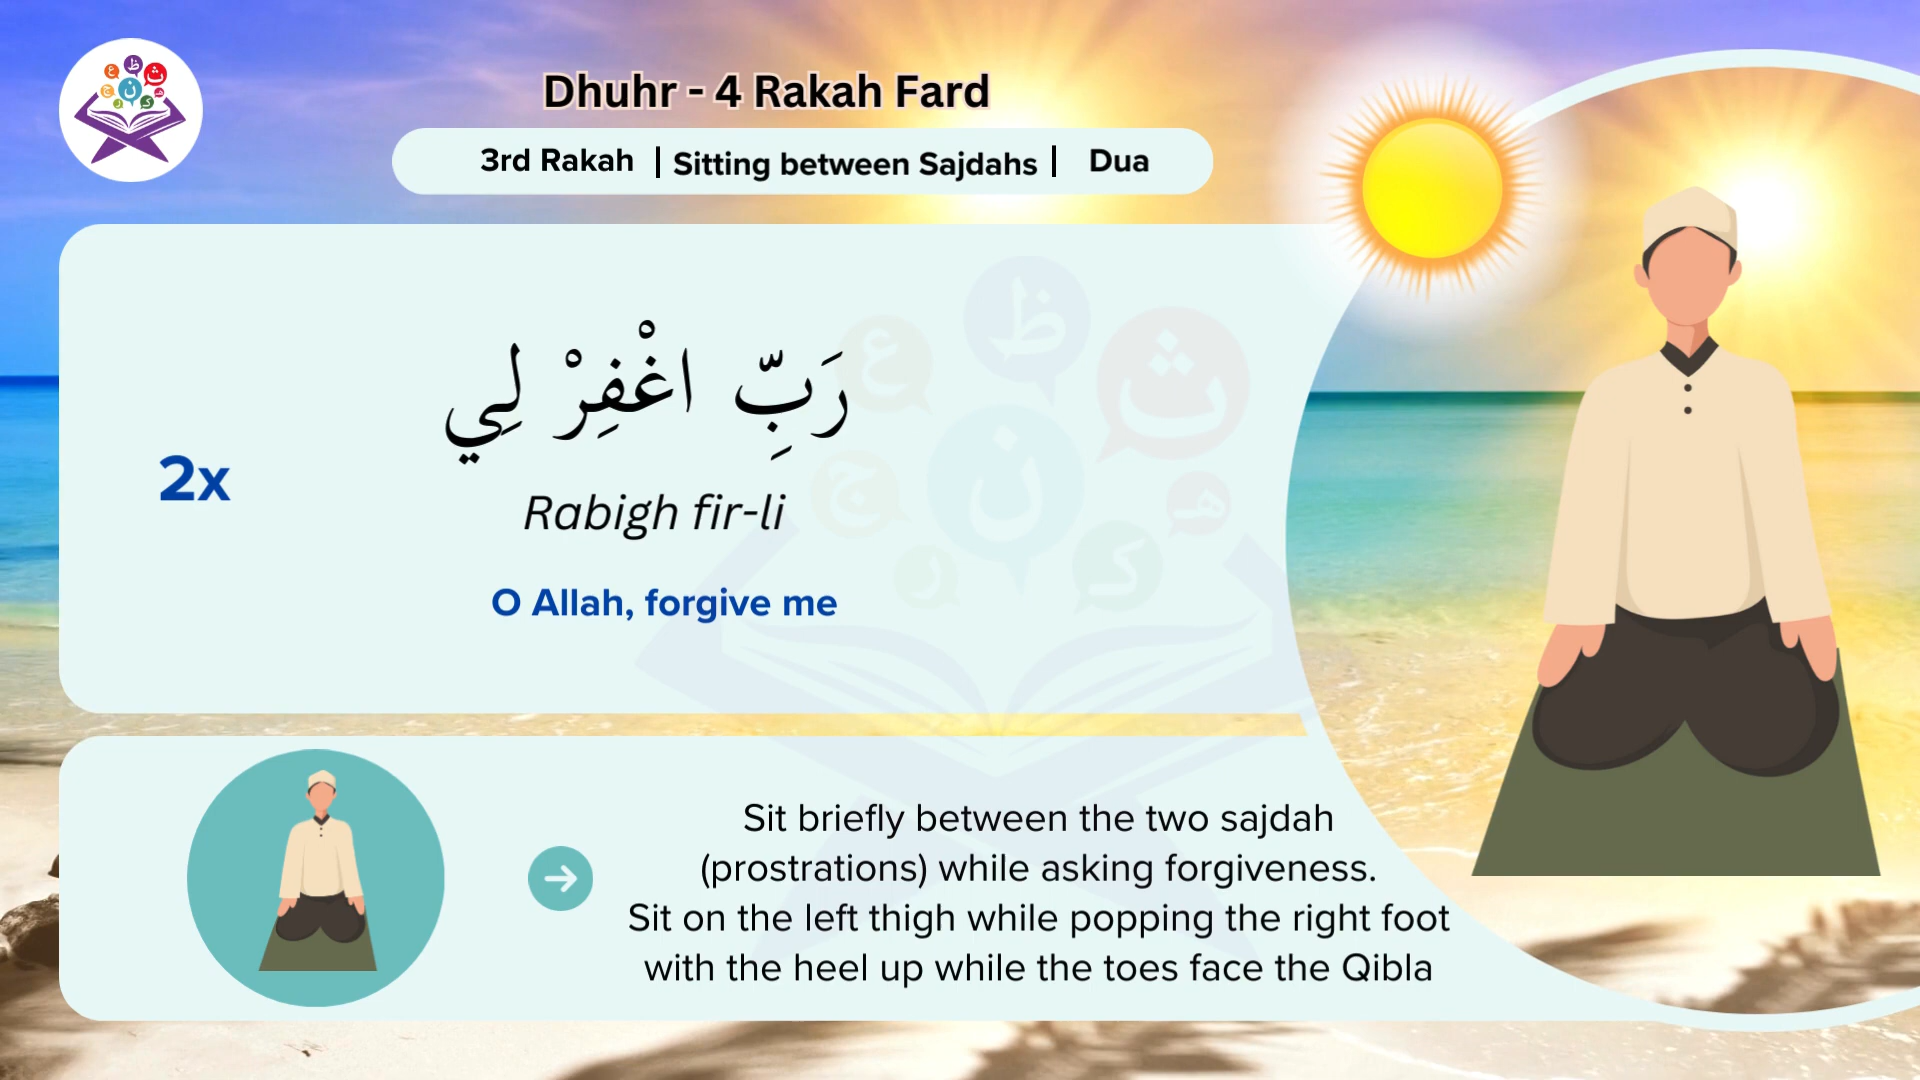 Dhuhr - 4 Rakah Fard
3rd Rakah | Sitting between Sajdahs | Dua
رَبِّ اغْفِرْ لِي
2x
Rabigh fir-li
O Allah, forgive me
Sit briefly between the two sajdah
(prostrations) while asking forgiveness.
Sit on the left thigh while popping the right foot
with the heel up while the toes face the Qibla